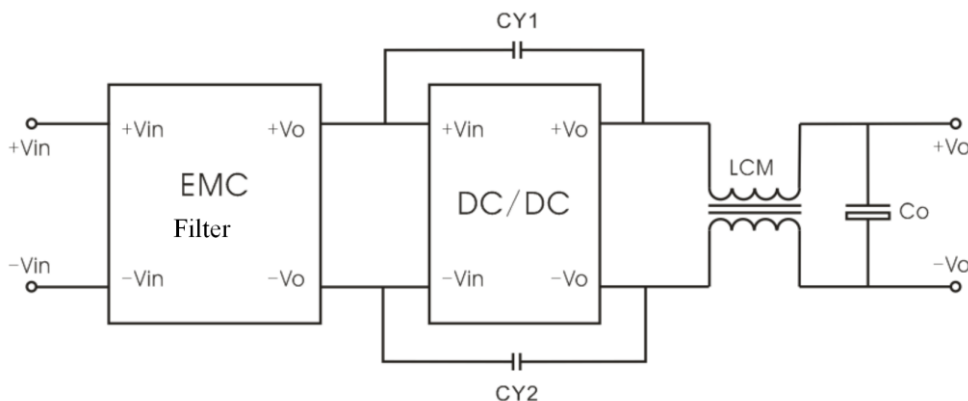 CY1
+Vin
+Vin
+Vo
+Vin
+Vo
+Vo
EMC
Filter
DC/DC
LCM
Co
−Vin
−Vin
−Vo
−Vin
−Vo
−Vo
CY2